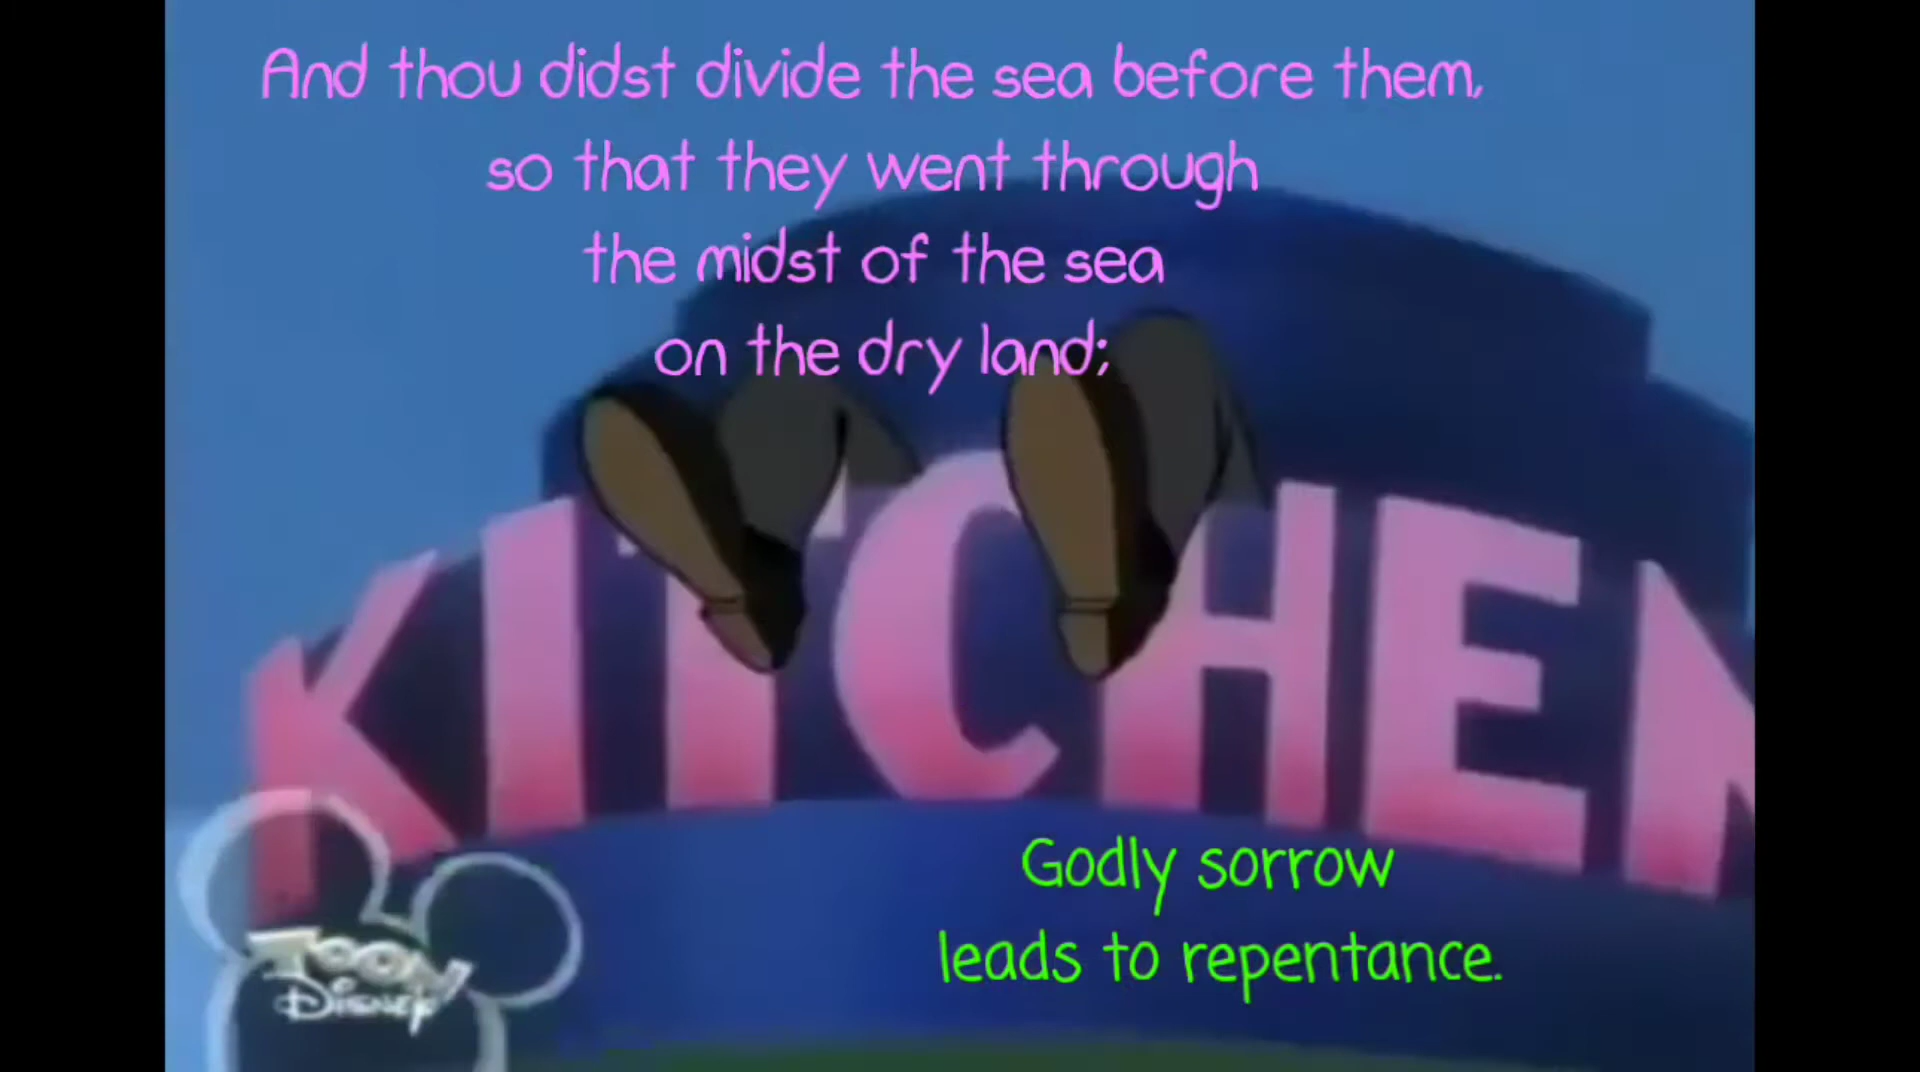 And thou didst divide the sea before them,
so that they went through
the midst of the sea
on the dry land;
KITCHEN
Godly sorrow
leads to repentance.
TOON
DISNEY